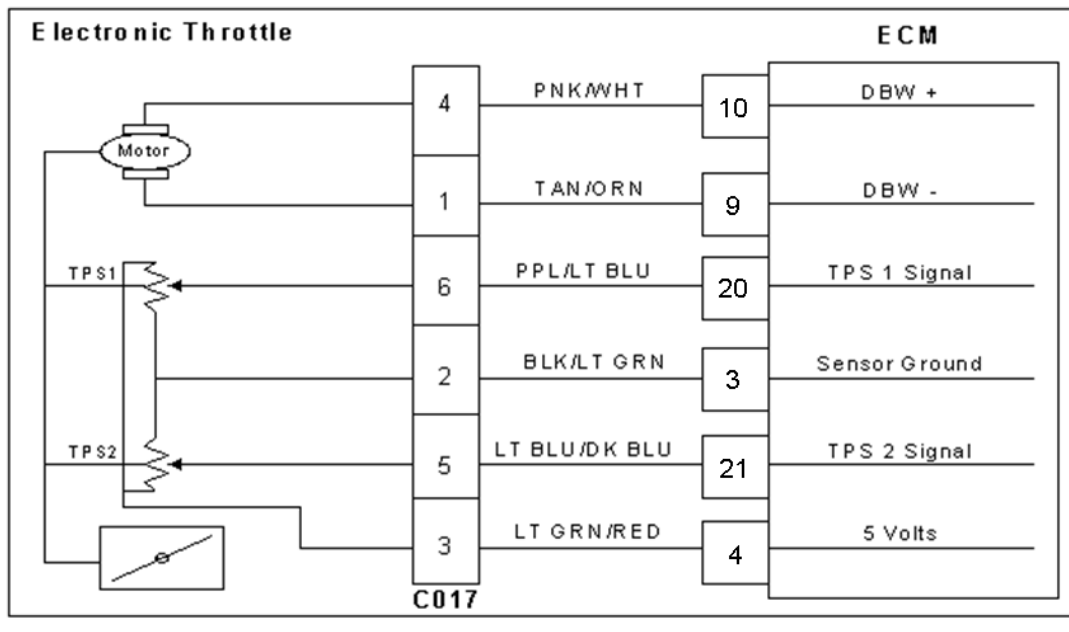 Electronic Throttle
ECM
4
PNK/WHT
10
DBW +
Motor
1
TAN/ORN
9
DBW -
TPS1
6
PPL/LT BLU
20
TPS 1 Signal
2
BLK/LT GRN
3
Sensor Ground
TPS2
5
LT BLU/DK BLU
21
TPS 2 Signal
3
LT GRN/RED
4
5 Volts
C017